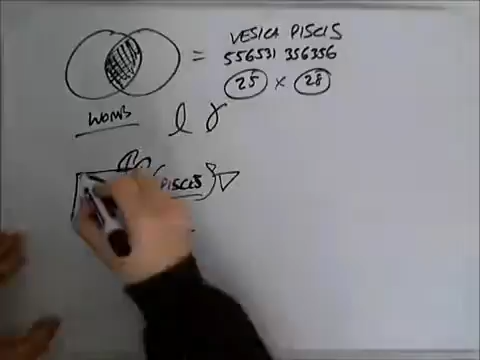 = VESICA PISCIS
556531 356356
25 x 28
WOMB
PISCES